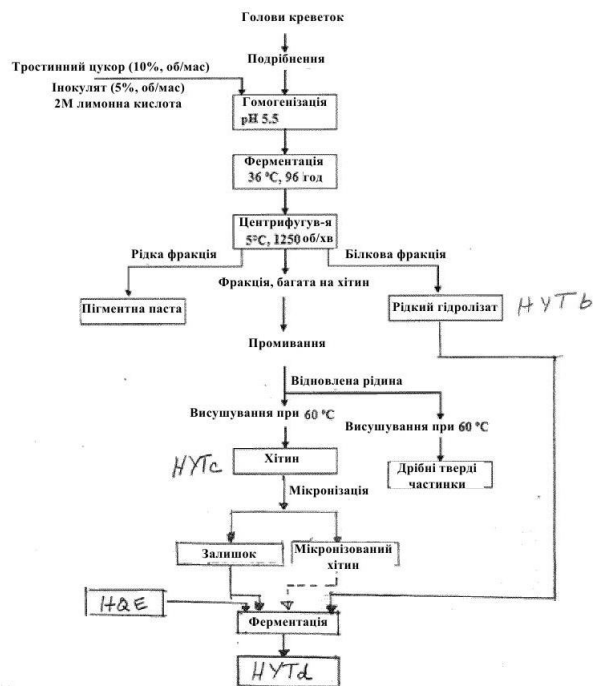 Голови креветок
Тростинний цукор (10%, об/мас)
Подрібнення
Інокулят (5%, об/мас)
2М лимонна кислота
Гомогенізація
pH 5.5
Ферментація
36 °C, 96 год
Центрифугув-я
5°C, 1250 об/хв
Рідка фракція
Білкова фракція
Фракція, багата на хітин
Пігментна паста
Рідкий гідролізат
HYTb
Промивання
Відновлена рідина
Висушування при 60 °C
Висушування при 60 °C
HYTc
Хітин
Дрібні тверді
частинки
Мікронізація
Залишок
Мікронізований
хітин
HQE
Ферментація
HYTd